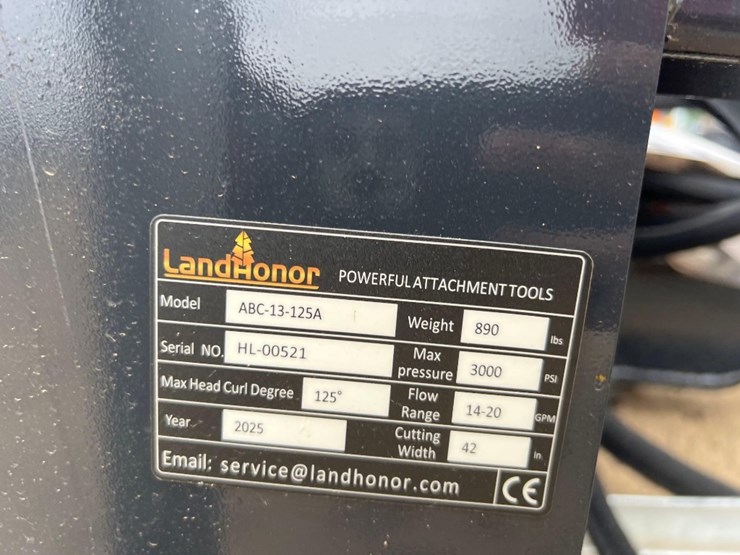 LandHonor POWERFUL ATTACHMENT TOOLS
Model ABC-13-125A Weight 890 lbs
Serial NO. HL-00521 Max pressure 3000 PSI
Max Head Curl Degree 125° Flow Range 14-20 GPM
Year 2025 Cutting Width 42 in.
Email: service@landhonor.com CE